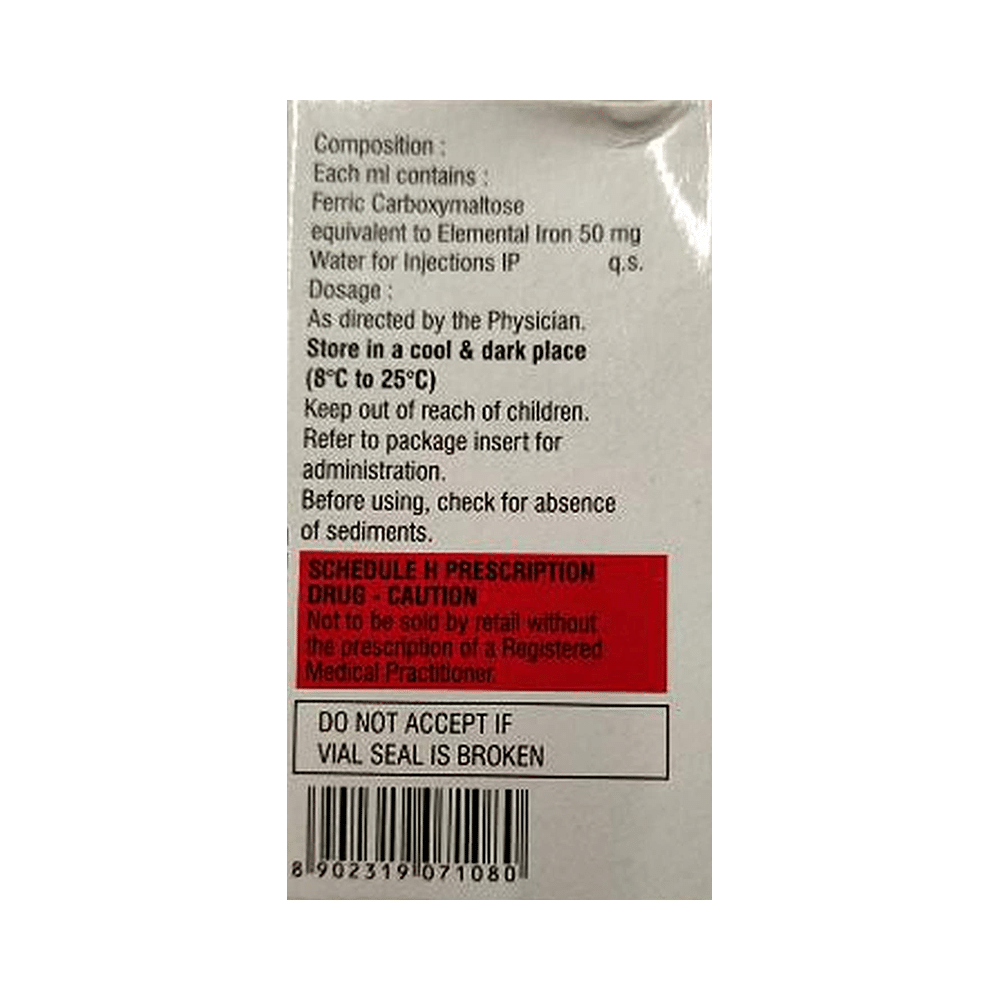 Composition :
Each ml contains :
Ferric Carboxymaltose
equivalent to Elemental Iron 50 mg
Water for Injections IP q.s.
Dosage :
As directed by the Physician.
Store in a cool & dark place
(8°C to 25°C)
Keep out of reach of children.
Refer to package insert for
administration.
Before using, check for absence
of sediments.
SCHEDULE H PRESCRIPTION
DRUG - CAUTION
Not to be sold by retail without
the prescription of a Registered
Medical Practitioner.
DO NOT ACCEPT IF
VIAL SEAL IS BROKEN
8 902319 071080